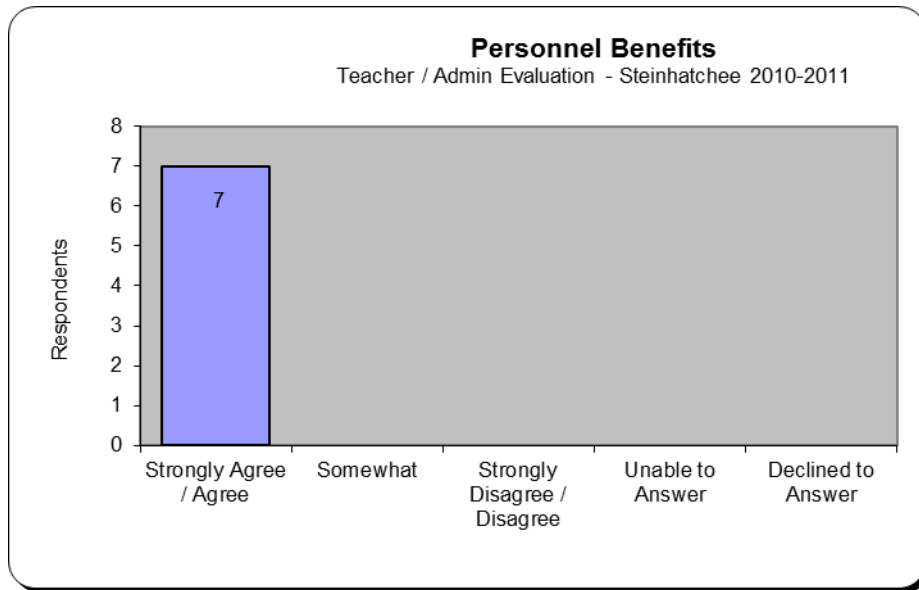 Personnel Benefits
Teacher / Admin Evaluation - Steinhatchee 2010-2011
8
7
6
5
4
3
2
1
0
Respondents
7
Strongly Agree
/ Agree
Somewhat
Strongly
Disagree /
Disagree
Unable to
Answer
Declined to
Answer